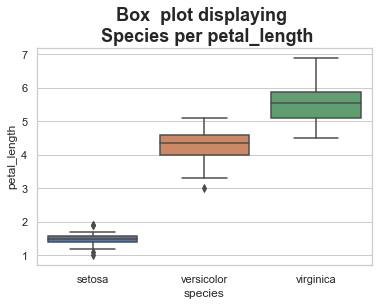 Box  plot displaying
Species per petal_length
7
6
5
4
3
2
1
petal_length
setosa
versicolor
virginica
species